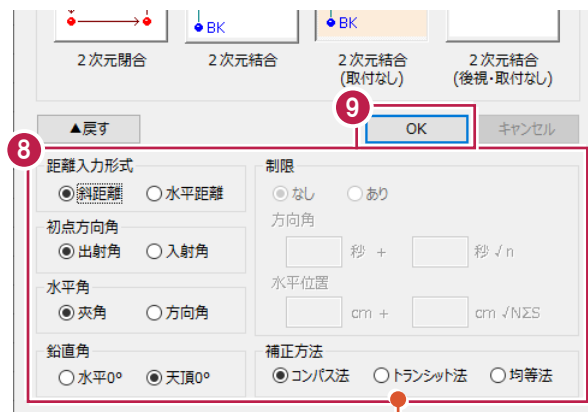 BK
BK
2次元閉合
2次元結合
2次元結合
(取付なし)
2次元結合
(後視・取付なし)
▲戻す
9
OK
キャンセル
8
距離入力形式
斜距離 水平距離
初点方向角
出射角 入射角
水平角
夾角 方向角
鉛直角
水平0° 天頂0°
制限
なし あり
方向角
秒 + 秒√n
水平位置
cm + cm √NΣS
補正方法
コンパス法 トランシット法 均等法